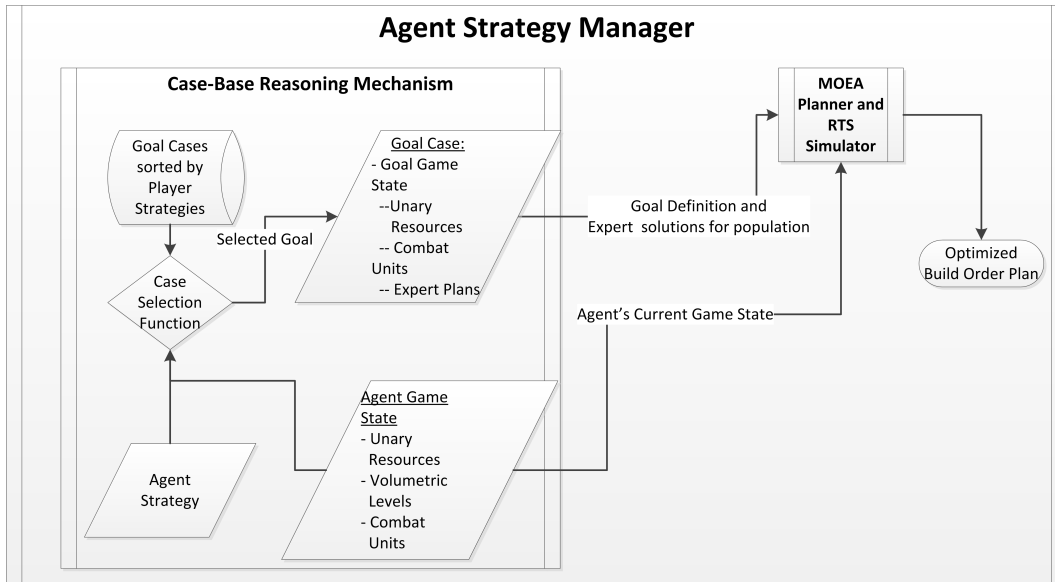 Agent Strategy Manager
Case-Base Reasoning Mechanism
Goal Cases
sorted by
Player
Strategies
Selected Goal
Case
Selection
Function
Agent
Strategy
Goal Case:
- Goal Game
State
--Unary
Resources
-- Combat
Units
-- Expert Plans
Agent Game
State
- Unary
Resources
- Volumetric
Levels
- Combat
Units
Goal Definition and
Expert solutions for population
Agent's Current Game State
MOEA
Planner and
RTS
Simulator
Optimized
Build Order Plan